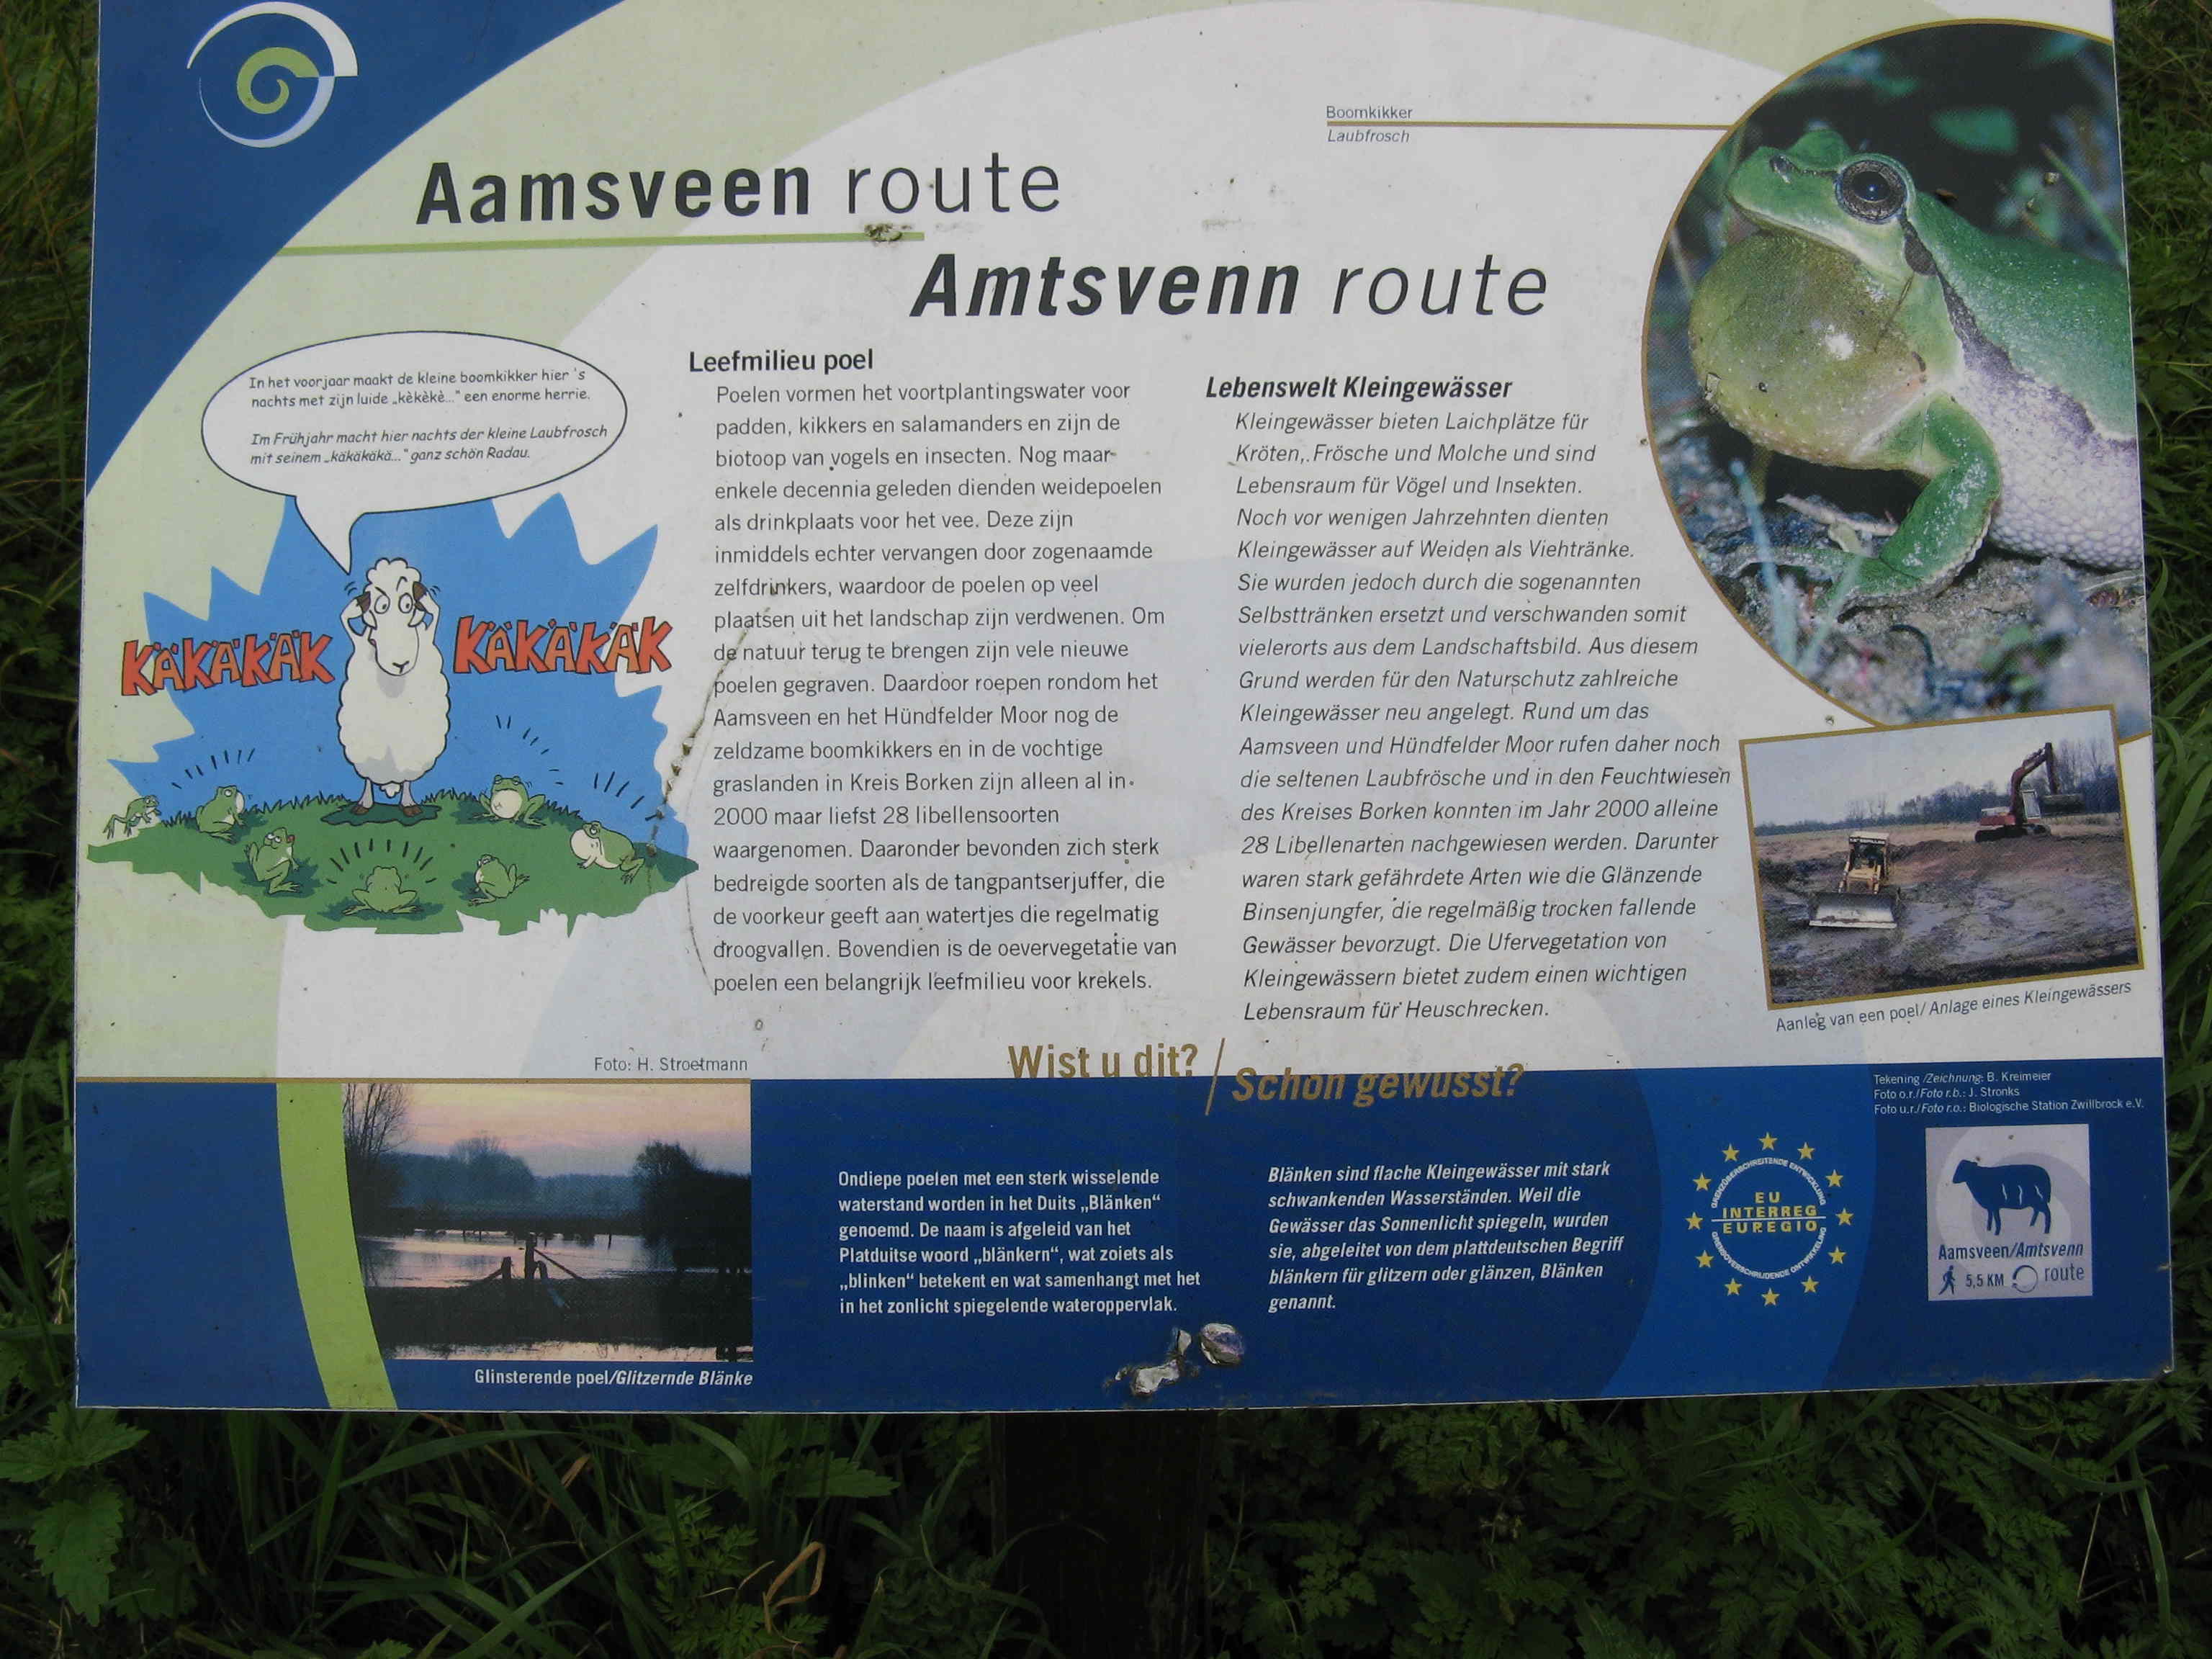 Aamsveen route
Amtsvenn route
Boomkikker
Laubfrosch
In het voorjaar maakt de kleine boomkikker hier 's
nachts met zijn luide „kèkèkè..." een enorme herrie.
Im Frühjahr macht hier nachts der kleine Laubfrosch
mit seinem „käkäkäkä..." ganz schön Radau.
KÄKÄKÄK KÄKÄKÄK
Leefmilieu poel
Poelen vormen het voortplantingswater voor
padden, kikkers en salamanders en zijn de
biotoop van vogels en insecten. Nog maar
enkele decennia geleden dienden weidepoelen
als drinkplaats voor het vee. Deze zijn
inmiddels echter vervangen door zogenaamde
zelfdrinkers, waardoor de poelen op veel
plaatsen uit het landschap zijn verdwenen. Om
de natuur terug te brengen zijn vele nieuwe
poelen gegraven. Daardoor roepen rondom het
Aamsveen en het Hündfelder Moor nog de
zeldzame boomkikkers en in de vochtige
graslanden in Kreis Borken zijn alleen al in
2000 maar liefst 28 libellensoorten
waargenomen. Daaronder bevonden zich sterk
bedreigde soorten als de tangpantserjuffer, die
de voorkeur geeft aan watertjes die regelmatig
droogvallen. Bovendien is de oevervegetatie van
poelen een belangrijk leefmilieu voor krekels.
Lebenswelt Kleingewässer
Kleingewässer bieten Laichplätze für
Kröten, Frösche und Molche und sind
Lebensraum für Vögel und Insekten.
Noch vor wenigen Jahrzehnten dienten
Kleingewässer auf Weiden als Viehtränke.
Sie wurden jedoch durch die sogenannten
Selbsttränken ersetzt und verschwanden somit
vielerorts aus dem Landschaftsbild. Aus diesem
Grund werden für den Naturschutz zahlreiche
Kleingewässer neu angelegt. Rund um das
Aamsveen und Hündfelder Moor rufen daher noch
die seltenen Laubfrösche und in den Feuchtwiesen
des Kreises Borken konnten im Jahr 2000 alleine
28 Libellenarten nachgewiesen werden. Darunter
waren stark gefährdete Arten wie die Glänzende
Binsenjungfer, die regelmäßig trocken fallende
Gewässer bevorzugt. Die Ufervegetation von
Kleingewässern bietet zudem einen wichtigen
Lebensraum für Heuschrecken.
Aanleg van een poel/Anlage eines Kleingewässers
Foto: H. Stroetmann
Glinsterende poel/Glitzernde Blänke
Wist u dit?/Schon gewusst?
Ondiepe poelen met een sterk wisselende
waterstand worden in het Duits „Blänken“
genoemd. De naam is afgeleid van het
Platduitse woord „blänkern“, wat zoiets als
„blinken“ betekent en wat samenhangt met het
in het zonlicht spiegelende wateroppervlak.
Blänken sind flache Kleingewässer mit stark
schwankenden Wasserständen. Weil die
Gewässer das Sonnenlicht spiegeln, wurden
sie, abgeleitet von dem plattdeutschen Begriff
blänkern für glitzern oder glänzen, Blänken
genannt.
Tekening/Zeichnung: B. Kreimeier
Foto o.r./Foto r.b.: J. Stronks
Foto u.r./Foto r.o.: Biologische Station Zwillbrock e.V.
GRENZÜBERSCHREITENDE ENTWICKLUNG
EU
INTERREG
EUREGIO
GRENSOVERSCHRIJDENDE ONTWIKKELING
Aamsveen/Amtsvenn
5,5 KM route